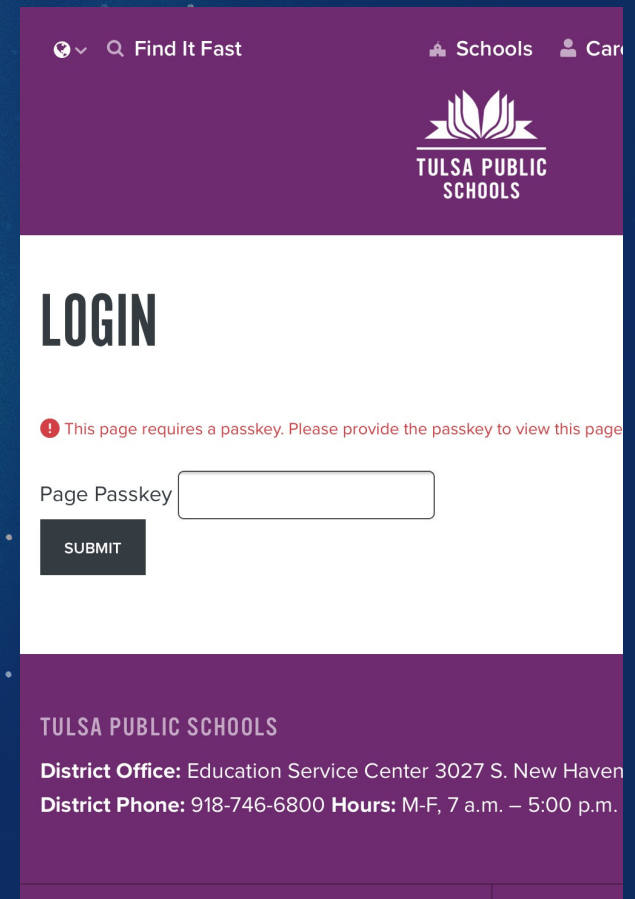 Find It Fast
Schools
TULSA PUBLIC
SCHOOLS
LOGIN
This page requires a passkey. Please provide the passkey to view this page
Page Passkey
SUBMIT
TULSA PUBLIC SCHOOLS
District Office: Education Service Center 3027 S. New Haven
District Phone: 918-746-6800 Hours: M-F, 7 a.m. – 5:00 p.m.